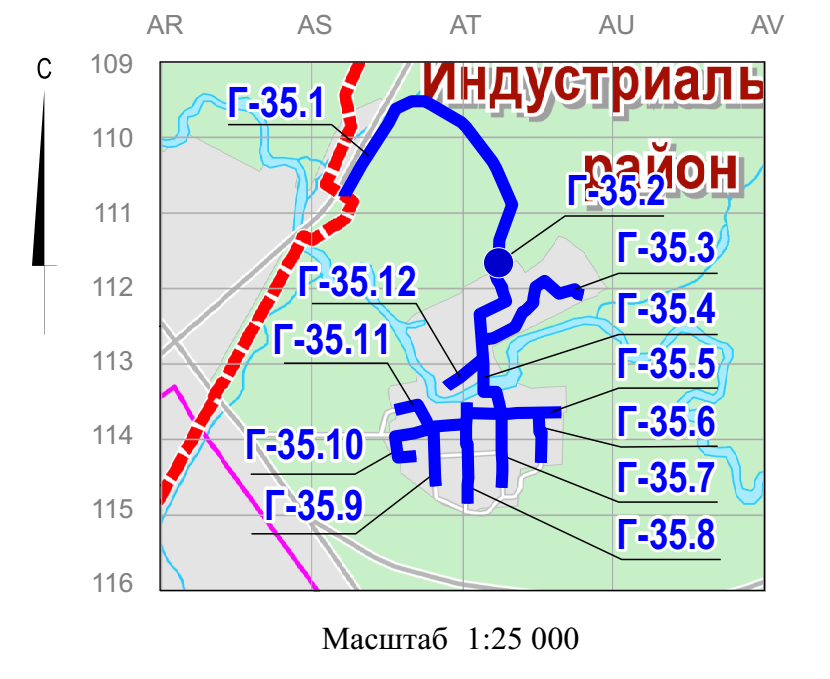 AR AS AT AU AV
С
109
Индустриаль
Г-35.1
110
район
Г-35.2
111
Г-35.3
Г-35.12
112
Г-35.4
Г-35.11
113
Г-35.5
Г-35.6
114
Г-35.10
Г-35.7
Г-35.9
115
Г-35.8
116
Масштаб 1:25 000